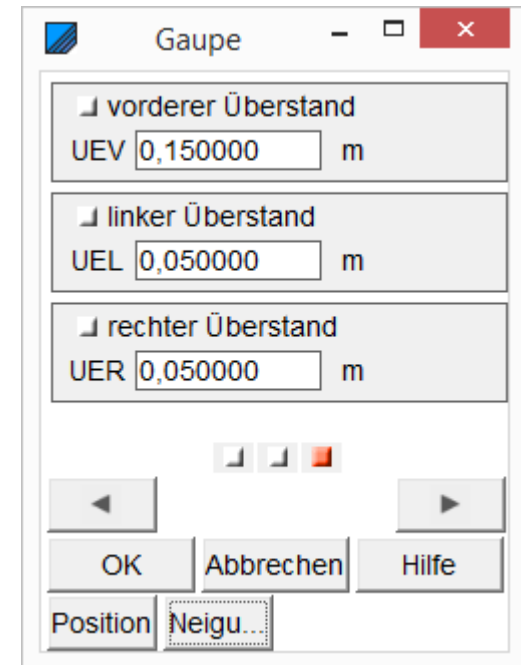 Gaupe
vorderer Überstand
UEV 0,150000 m
linker Überstand
UEL 0,050000 m
rechter Überstand
UER 0,050000 m
OK Abbrechen Hilfe
Position Neigu...